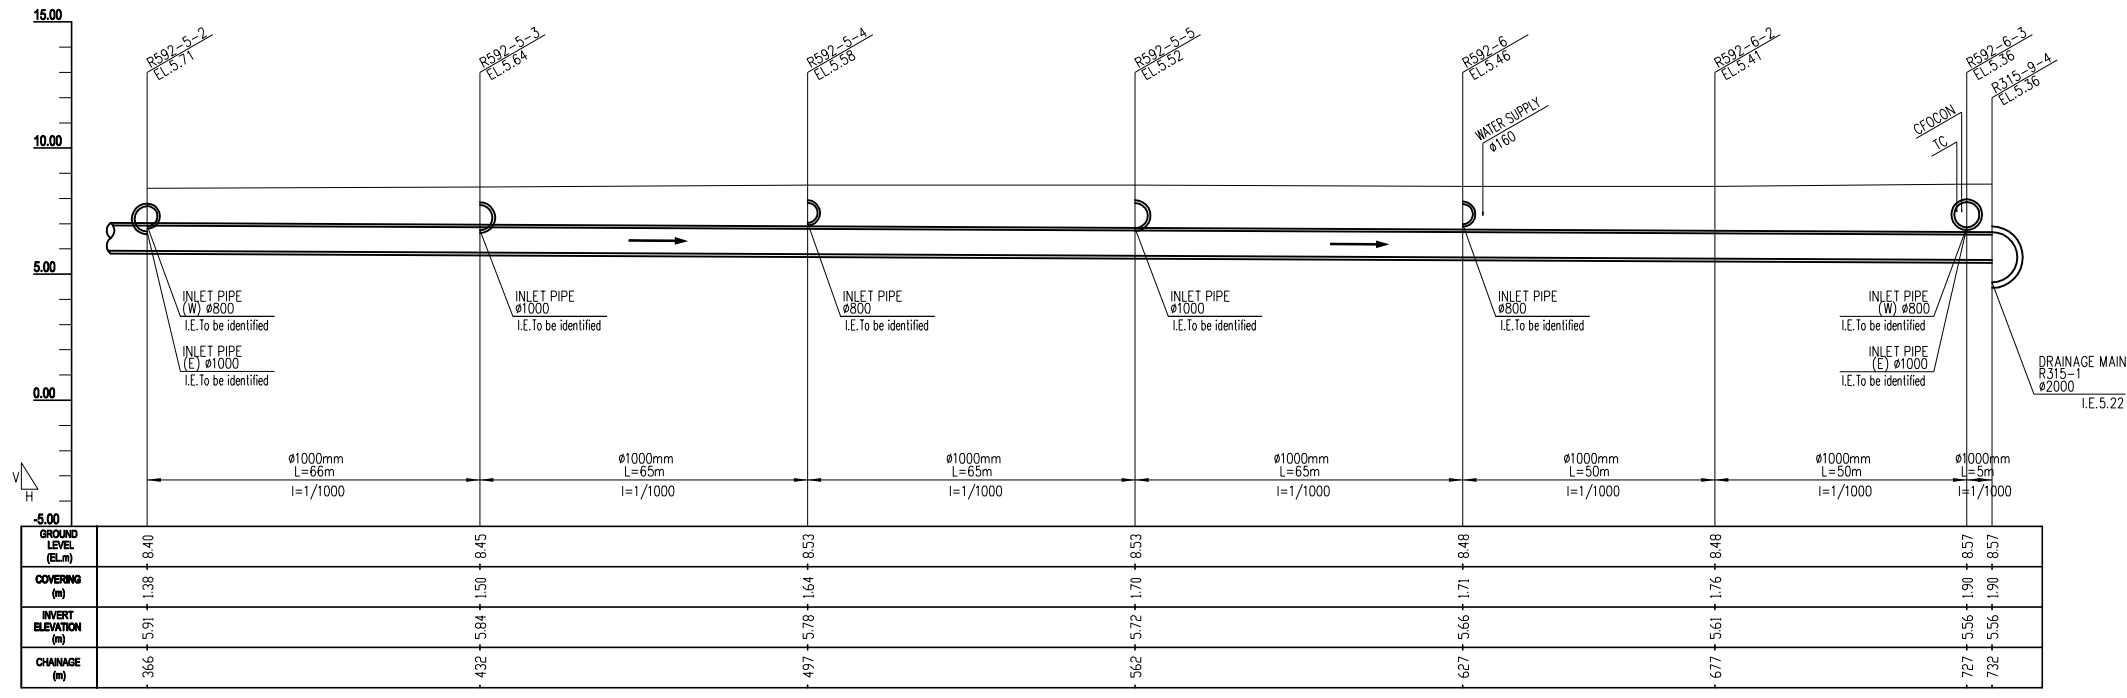 15.00
10.00
5.00
0.00
-5.00
V
H
R592-5-2
EL.5.71
R592-5-3
EL.5.64
R592-5-4
EL.5.58
R592-5-5
EL.5.52
R592-6
EL.5.46
R592-6-2
EL.5.41
R592-6-3
EL.5.36
R315-9-4
EL.5.36
WATER SUPPLY
ø160
CFOCON
TC
INLET PIPE
(W) ø800
I.E.To be identified
INLET PIPE
(E) ø1000
I.E.To be identified
INLET PIPE
ø1000
I.E.To be identified
INLET PIPE
ø800
I.E.To be identified
INLET PIPE
ø1000
I.E.To be identified
INLET PIPE
ø800
I.E.To be identified
INLET PIPE
(W) ø800
I.E.To be identified
INLET PIPE
(E) ø1000
I.E.To be identified
DRAINAGE MAIN
R315-1
ø2000
I.E.5.22
ø1000mm
L=66m
I=1/1000
ø1000mm
L=65m
I=1/1000
ø1000mm
L=65m
I=1/1000
ø1000mm
L=65m
I=1/1000
ø1000mm
L=50m
I=1/1000
ø1000mm
L=50m
I=1/1000
ø1000mm
L=5m
I=1/1000
GROUND
LEVEL
(EL.m)
8.40 8.45 8.53 8.53 8.48 8.48 8.57 8.57
COVERING
(m)
1.38 1.50 1.64 1.70 1.71 1.76 1.90 1.90
INVERT
ELEVATION
(m)
5.91 5.84 5.78 5.72 5.66 5.61 5.56 5.56
CHAINAGE
(m)
366 432 497 562 627 677 727 732